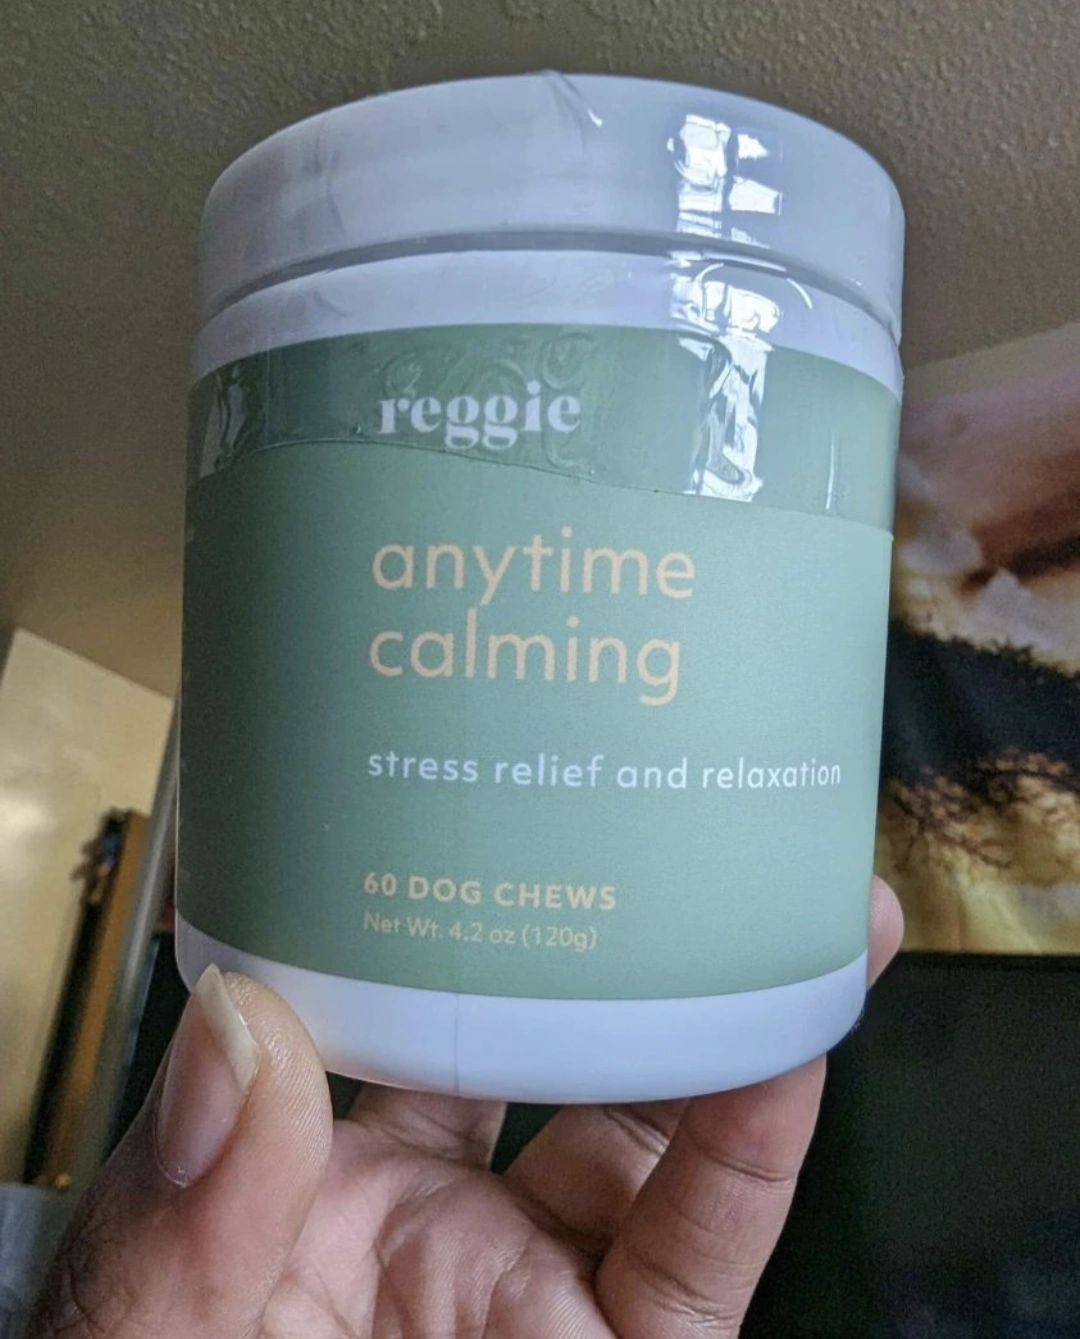 reggie
anytime
calming
stress relief and relaxation
60 DOG CHEWS
Net Wt. 4.2 oz (120g)